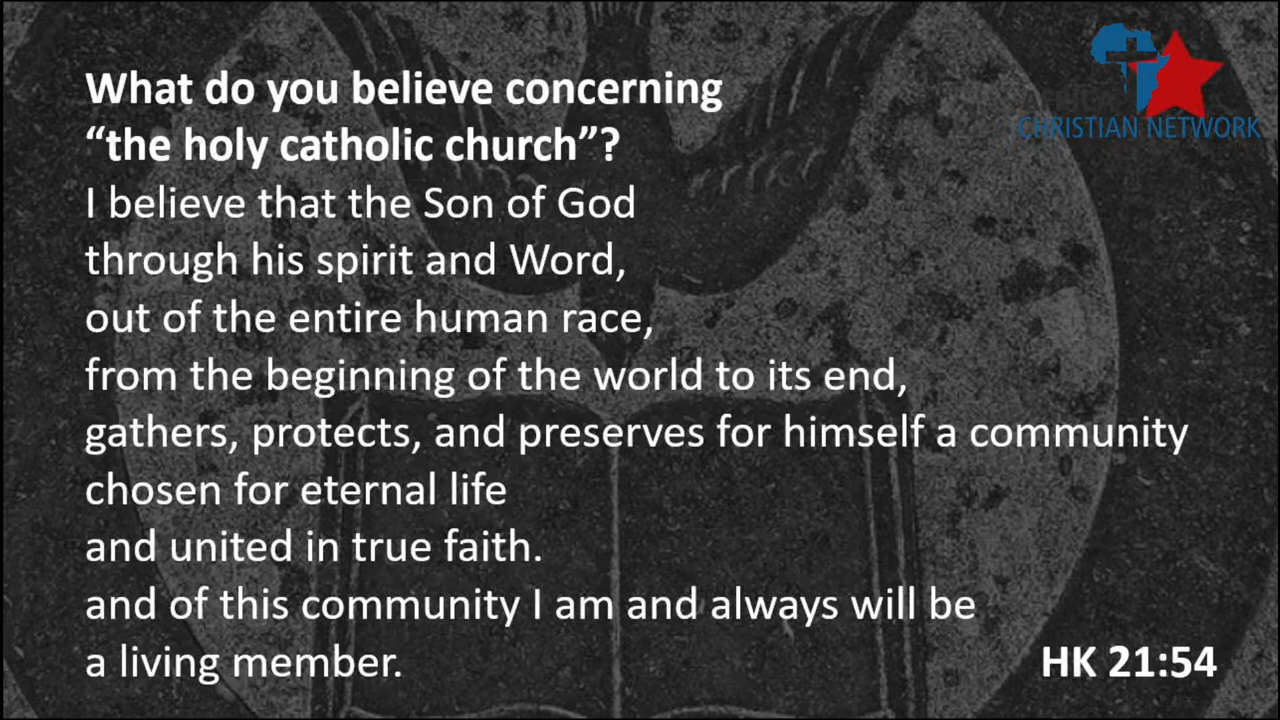 What do you believe concerning
“the holy catholic church”?
I believe that the Son of God
through his spirit and Word,
out of the entire human race,
from the beginning of the world to its end,
gathers, protects, and preserves for himself a community
chosen for eternal life
and united in true faith.
and of this community I am and always will be
a living member.
HK 21:54
CHRISTIAN NETWORK